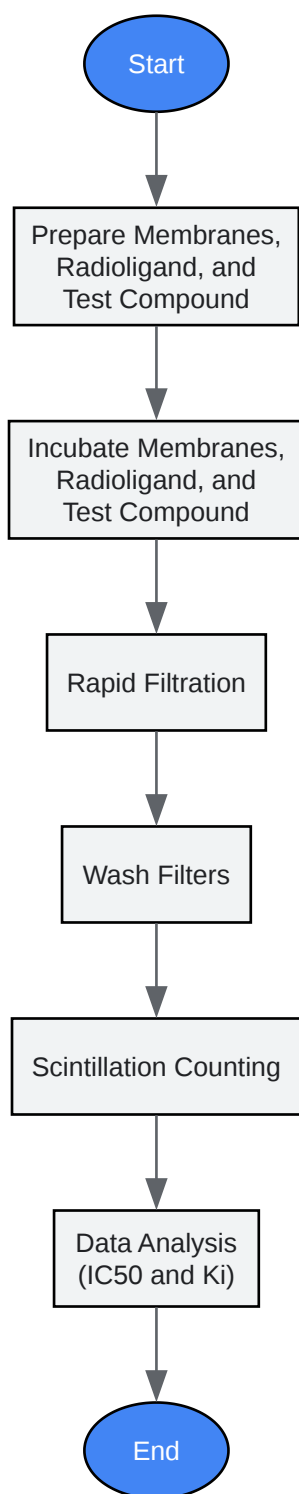 Start
Prepare Membranes,
Radioligand, and
Test Compound
Incubate Membranes,
Radioligand, and
Test Compound
Rapid Filtration
Wash Filters
Scintillation Counting
Data Analysis
(IC50 and Ki)
End